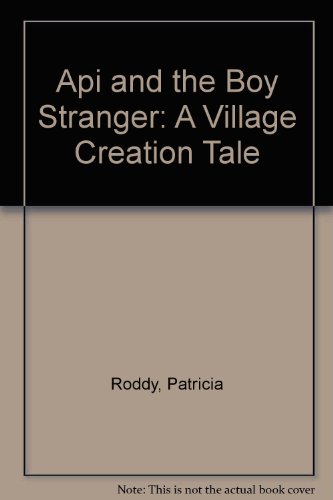 Api and the Boy
Stranger: A Village
Creation Tale
Roddy, Patricia
Note: This is not the actual book cover